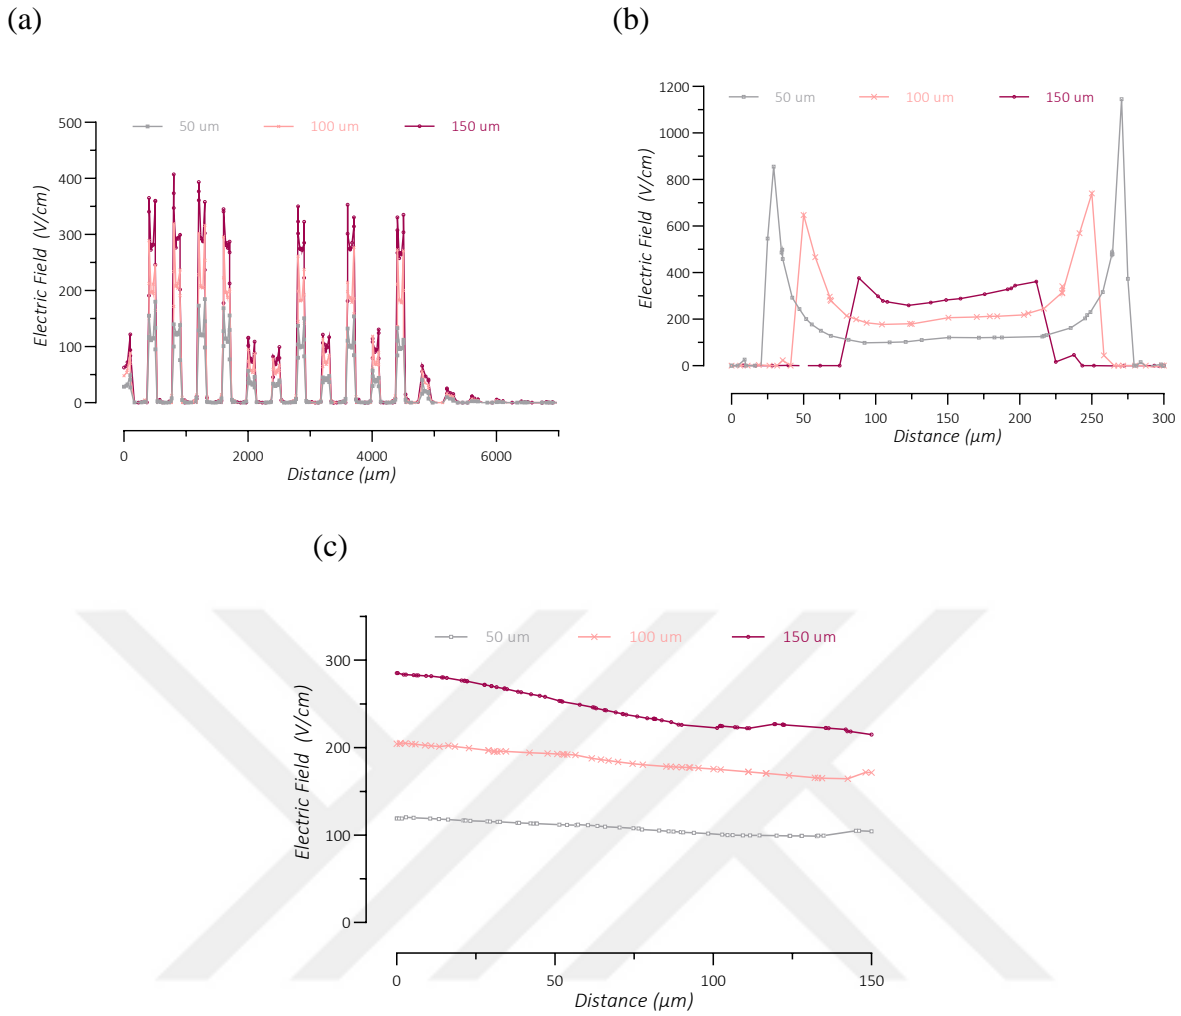 (a)
(b)
50 um 100 um 150 um
500
400
300
200
100
0
Electric Field (V/cm)
0 2000 4000 6000
Distance (μm)
50 um 100 um 150 um
1200
1000
800
600
400
200
0
Electric Field (V/cm)
0 50 100 150 200 250 300
Distance (μm)
(c)
50 um 100 um 150 um
300
200
100
0
Electric Field (V/cm)
0 50 100 150
Distance (μm)